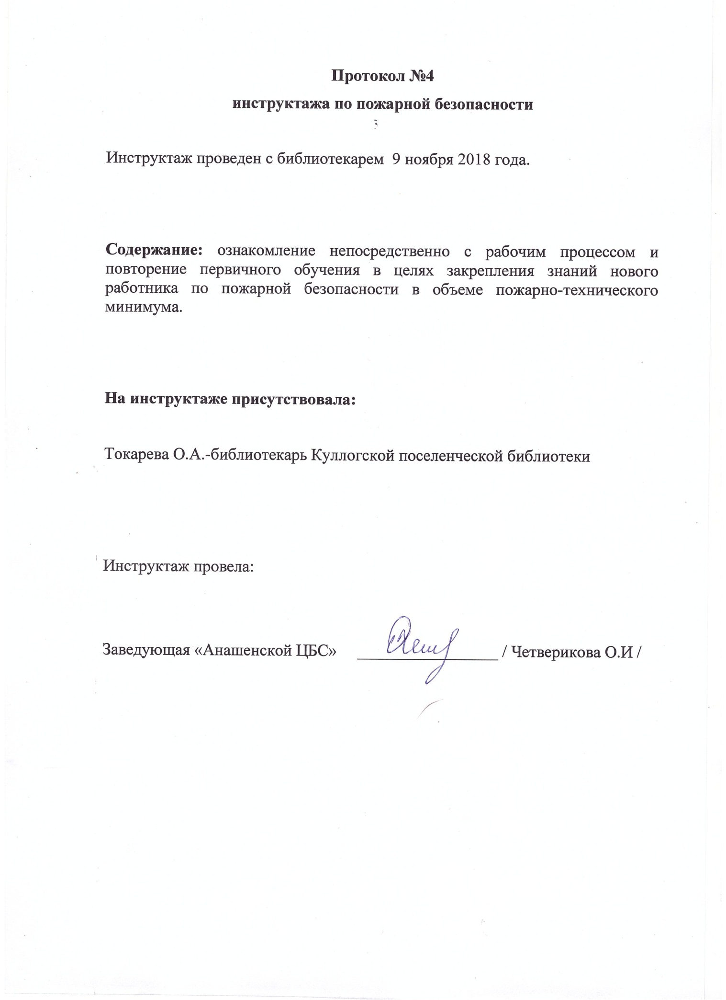 Протокол №4
инструктажа по пожарной безопасности
Инструктаж проведен с библиотекарем 9 ноября 2018 года.
Содержание: ознакомление непосредственно с рабочим процессом и
повторение первичного обучения в целях закрепления знаний нового
работника по пожарной безопасности в объеме пожарно-технического
минимума.
На инструктаже присутствовала:
Токарева О.А.-библиотекарь Куллогской поселенческой библиотеки
Инструктаж провела:
Заведующая «Анашенской ЦБС» ________________ / Четверикова О.И /